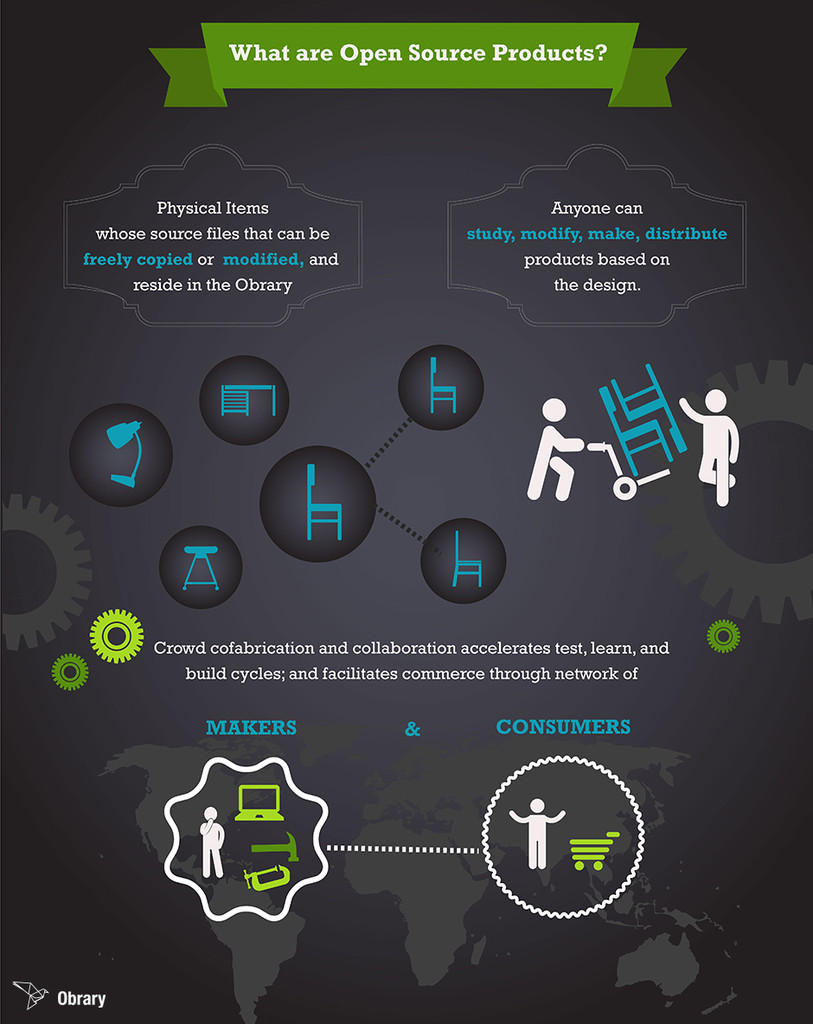 What are Open Source Products?
Physical Items
whose source files that can be
freely copied or modified, and
reside in the Obrary
Anyone can
study, modify, make, distribute
products based on
the design.
Crowd cofabrication and collaboration accelerates test, learn, and
build cycles; and facilitates commerce through network of
MAKERS & CONSUMERS
Obrary